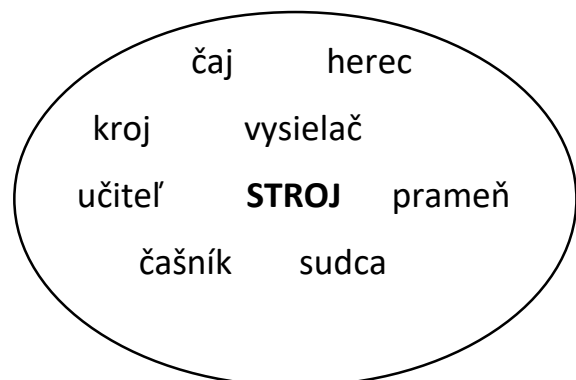 čaj herec
kroj vysielač
učiteľ STROJ prameň
čašník sudca